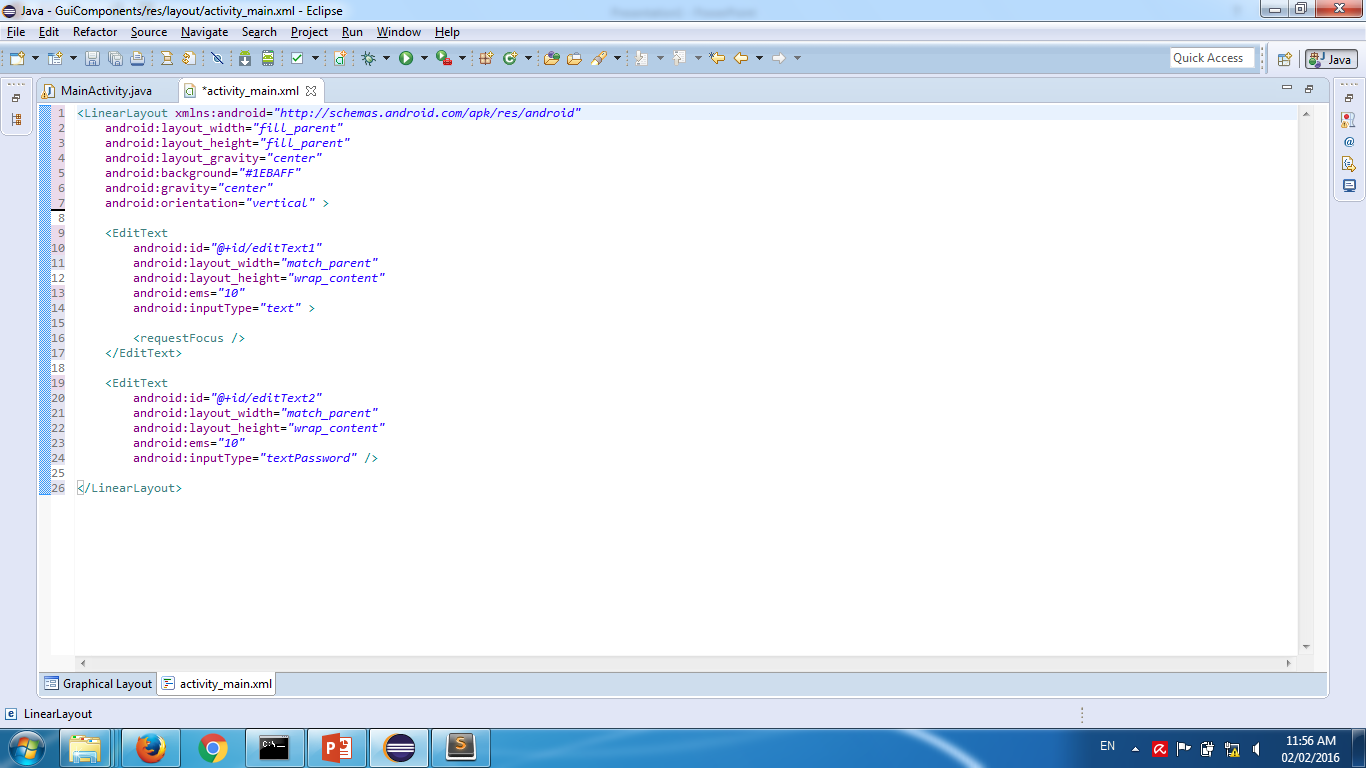 Java - GuiComponents/res/layout/activity_main.xml - Eclipse
File Edit Refactor Source Navigate Search Project Run Window Help
Quick Access
Java
MainActivity.java
*activity_main.xml
1 <LinearLayout xmlns:android="http://schemas.android.com/apk/res/android"
2 android:layout_width="fill_parent"
3 android:layout_height="fill_parent"
4 android:layout_gravity="center"
5 android:background="#1EBAFF"
6 android:gravity="center"
7 android:orientation="vertical" >
8
9 <EditText
10 android:id="@+id/editText1"
11 android:layout_width="match_parent"
12 android:layout_height="wrap_content"
13 android:ems="10"
14 android:inputType="text" >
15
16 <requestFocus />
17 </EditText>
18
19 <EditText
20 android:id="@+id/editText2"
21 android:layout_width="match_parent"
22 android:layout_height="wrap_content"
23 android:ems="10"
24 android:inputType="textPassword" />
25
26 </LinearLayout>
Graphical Layout
activity_main.xml
LinearLayout
EN
11:56 AM
02/02/2016